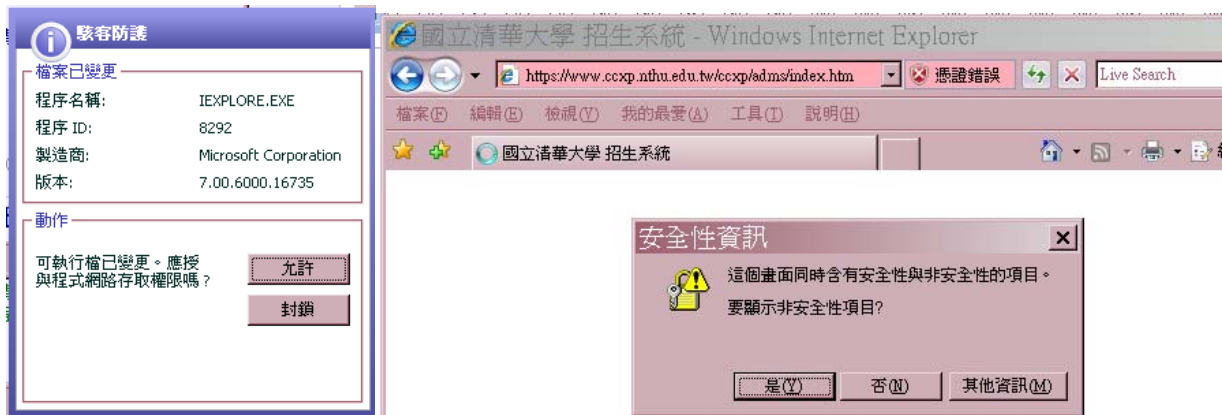 駭客防護
檔案已變更
程序名稱: IEXPLORE.EXE
程序 ID: 8292
製造商: Microsoft Corporation
版本: 7.00.6000.16735
動作
可執行檔已變更。應授
與程式網路存取權限嗎?
允許
封鎖
國立清華大學 招生系統 - Windows Internet Explorer
https://www.ccxp.nthu.edu.tw/ccxp/adms/index.htm
憑證錯誤
Live Search
檔案(F) 編輯(E) 檢視(V) 我的最愛(A) 工具(T) 說明(H)
國立清華大學 招生系統
安全性資訊
這個畫面同時含有安全性與非安全性的項目。
要顯示非安全性項目?
是(Y) 否(N) 其他資訊(M)